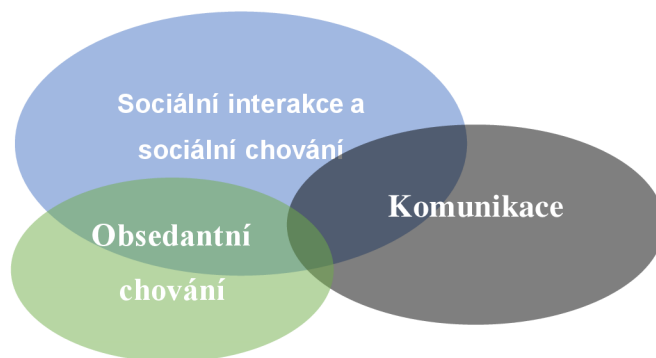 Sociální interakce a
sociální chování
Komunikace
Obsedantní
chování